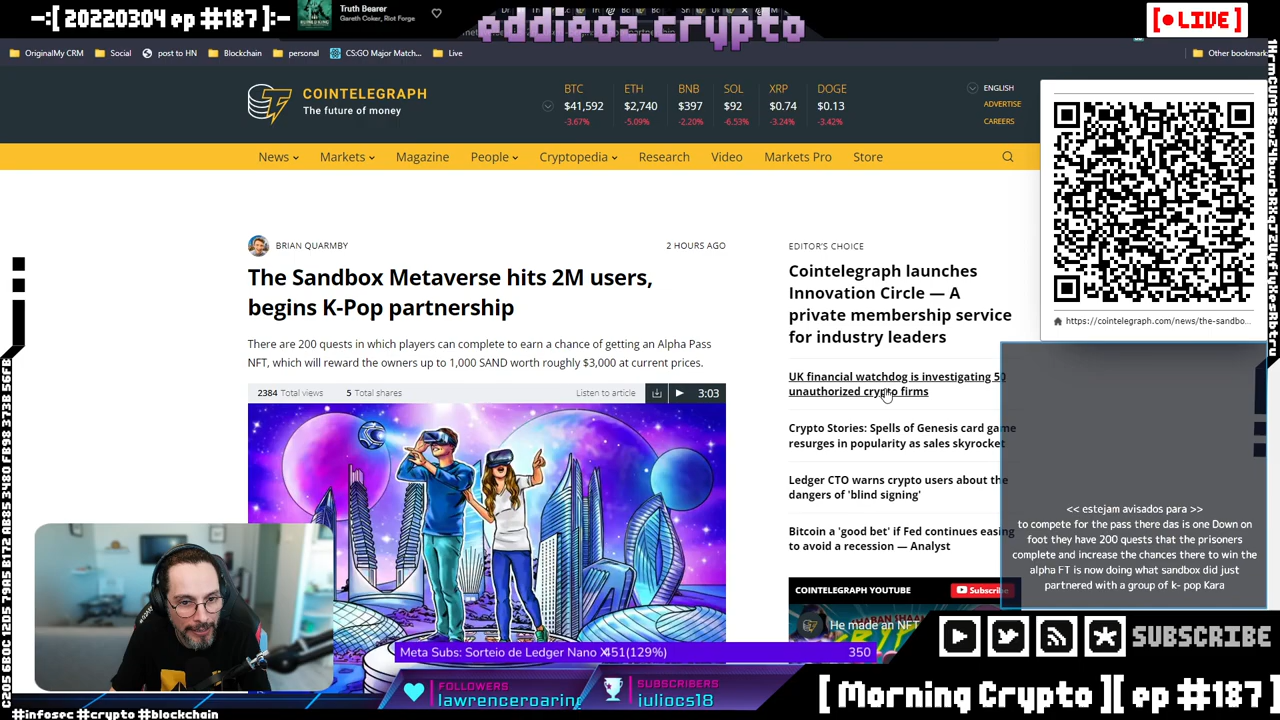 -:[ 20220304 ep #187 ]:-
Truth Bearer
Gareth Coker, Riot Forge
eddieoz.crypto
[●LIVE]
OriginalMy CRM
Social
post to HN
Blockchain
personal
CS:GO Major Match...
Live
Other bookmark
COINTELEGRAPH
The future of money
BTC ETH BNB SOL XRP DOGE
$41,592 $2,740 $397 $92 $0.74 $0.13
-3.67% -5.09% -2.20% -6.53% -3.24% -3.42%
ENGLISH
ADVERTISE
CAREERS
News Markets Magazine People Cryptopedia Research Video Markets Pro Store
BRIAN QUARMBY
2 HOURS AGO
The Sandbox Metaverse hits 2M users,
begins K-Pop partnership
There are 200 quests in which players can complete to earn a chance of getting an Alpha Pass
NFT, which will reward the owners up to 1,000 SAND worth roughly $3,000 at current prices.
2384 Total views 5 Total shares
Listen to article
3:03
EDITOR'S CHOICE
Cointelegraph launches
Innovation Circle — A
private membership service
for industry leaders
UK financial watchdog is investigating 50
unauthorized crypto firms
Crypto Stories: Spells of Genesis card game
resurges in popularity as sales skyrocket
Ledger CTO warns crypto users about the
dangers of 'blind signing'
Bitcoin a 'good bet' if Fed continues easing
to avoid a recession — Analyst
COINTELEGRAPH YOUTUBE
Subscribe
He made an NFT
https://cointelegraph.com/news/the-sandbo...
<< estejam avisados para >>
to compete for the pass there das is one Down on
foot they have 200 quests that the prisoners
complete and increase the chances there to win the
alpha FT is now doing what sandbox did just
partnered with a group of k- pop Kara
Meta Subs: Sorteio de Ledger Nano X
451(129%)
350
FOLLOWERS
lawrenceroaring
SUBSCRIBERS
juliocs18
SUBSCRIBE
[Morning Crypto][ep #187]
#infosec #crypto #blockchain